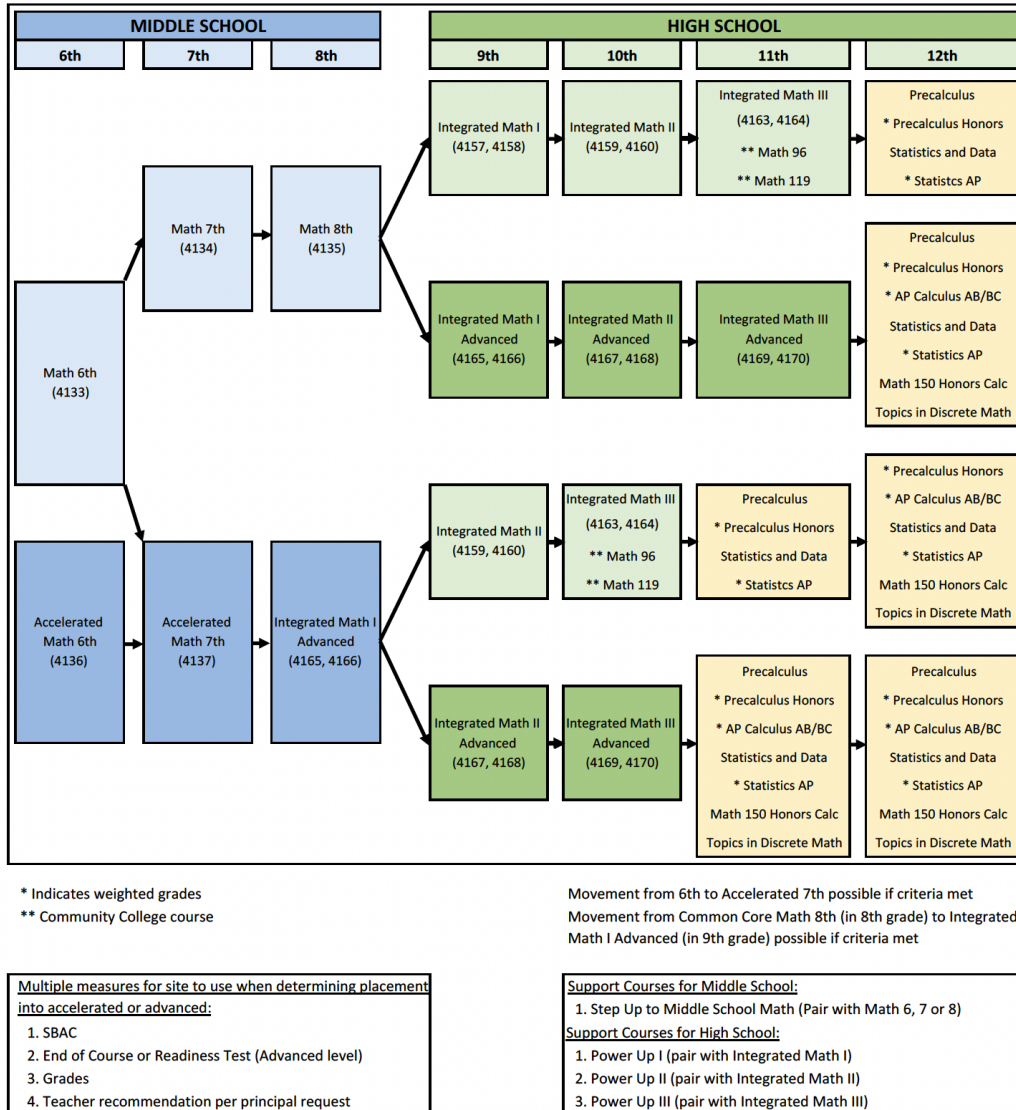 MIDDLE SCHOOL
HIGH SCHOOL
6th
7th
8th
9th
10th
11th
12th
Integrated Math I
(4157, 4158)
Integrated Math II
(4159, 4160)
Integrated Math III
(4163, 4164)
** Math 96
** Math 119
Precalculus
* Precalculus Honors
Statistics and Data
* Statistcs AP
Math 7th
(4134)
Math 8th
(4135)
Math 6th
(4133)
Integrated Math I
Advanced
(4165, 4166)
Integrated Math II
Advanced
(4167, 4168)
Integrated Math III
Advanced
(4169, 4170)
Precalculus
* Precalculus Honors
* AP Calculus AB/BC
Statistics and Data
* Statistics AP
Math 150 Honors Calc
Topics in Discrete Math
Integrated Math II
(4159, 4160)
Integrated Math III
(4163, 4164)
** Math 96
** Math 119
Precalculus
* Precalculus Honors
Statistics and Data
* Statistcs AP
* Precalculus Honors
* AP Calculus AB/BC
Statistics and Data
* Statistics AP
Math 150 Honors Calc
Topics in Discrete Math
Accelerated
Math 6th
(4136)
Accelerated
Math 7th
(4137)
Integrated Math I
Advanced
(4165, 4166)
Integrated Math II
Advanced
(4167, 4168)
Integrated Math III
Advanced
(4169, 4170)
Precalculus
* Precalculus Honors
* AP Calculus AB/BC
Statistics and Data
* Statistics AP
Math 150 Honors Calc
Topics in Discrete Math
Precalculus
* Precalculus Honors
* AP Calculus AB/BC
Statistics and Data
* Statistics AP
Math 150 Honors Calc
Topics in Discrete Math
* Indicates weighted grades
** Community College course
Movement from 6th to Accelerated 7th possible if criteria met
Movement from Common Core Math 8th (in 8th grade) to Integrated
Math I Advanced (in 9th grade) possible if criteria met
Multiple measures for site to use when determining placement
into accelerated or advanced:
1. SBAC
2. End of Course or Readiness Test (Advanced level)
3. Grades
4. Teacher recommendation per principal request
Support Courses for Middle School:
1. Step Up to Middle School Math (Pair with Math 6, 7 or 8)
Support Courses for High School:
1. Power Up I (pair with Integrated Math I)
2. Power Up II (pair with Integrated Math II)
3. Power Up III (pair with Integrated Math III)